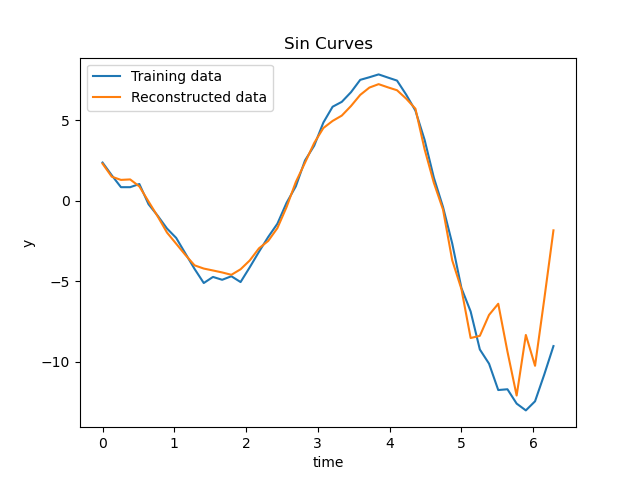 Sin Curves
Training data
Reconstructed data
y
5
0
−5
−10
0 1 2 3 4 5 6
time